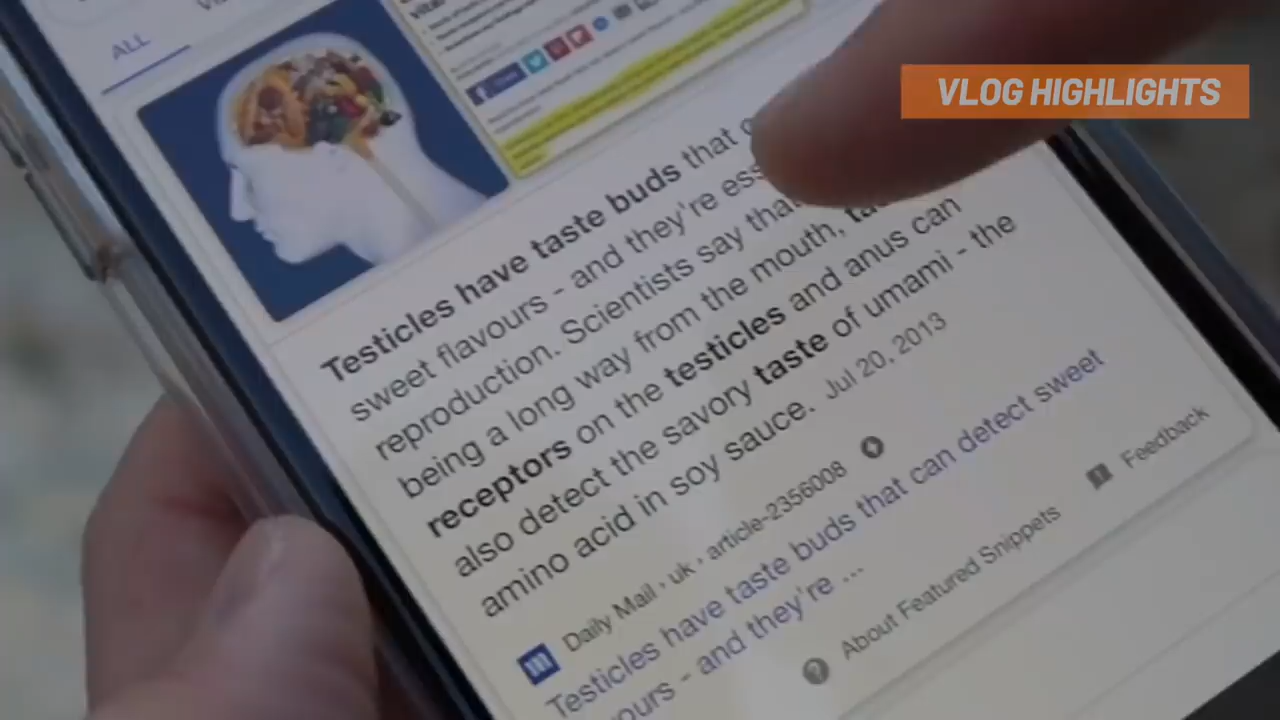 VLOG HIGHLIGHTS
ALL
Testicles have taste buds that
sweet flavours - and they're
reproduction. Scientists say that
being a long way from the mouth,
receptors on the testicles and anus can
also detect the savory taste of umami - the
amino acid in soy sauce. Jul 20, 2013
Daily Mail › uk › article-2356008
Testicles have taste buds that can detect sweet
- and they're ...
About Featured Snippets
Feedback